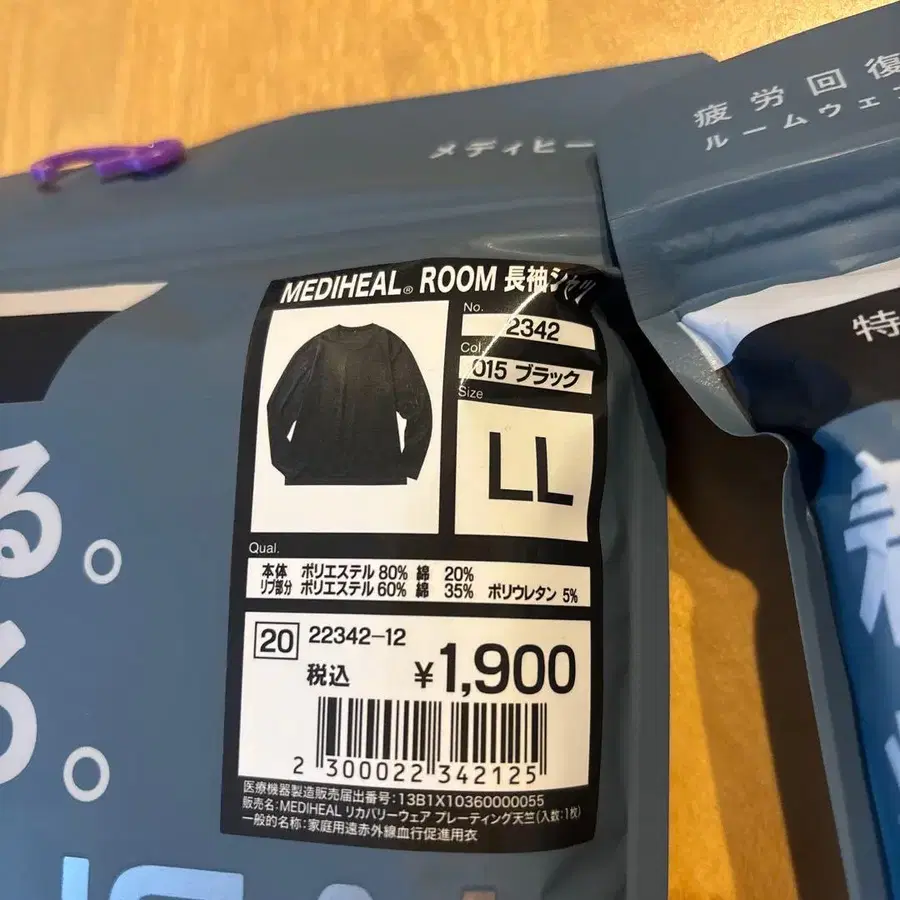 メディヒー
疲労回復
ルームウェ
特
MEDIHEAL® ROOM 長袖シャツ
No.
2342
Col.
015 ブラック
Size
LL
Qual.
本体 ポリエステル 80% 綿 20%
リブ部分 ポリエステル 60% 綿 35% ポリウレタン 5%
20 22342-12
税込 ¥1,900
2 300022 342125
医療機器製造販売届出番号:13B1X10360000055
販売名:MEDIHEAL リカバリーウェア プレーティング天竺(入数:1枚)
一般的名称:家庭用遠赤外線血行促進用衣
る。
る。